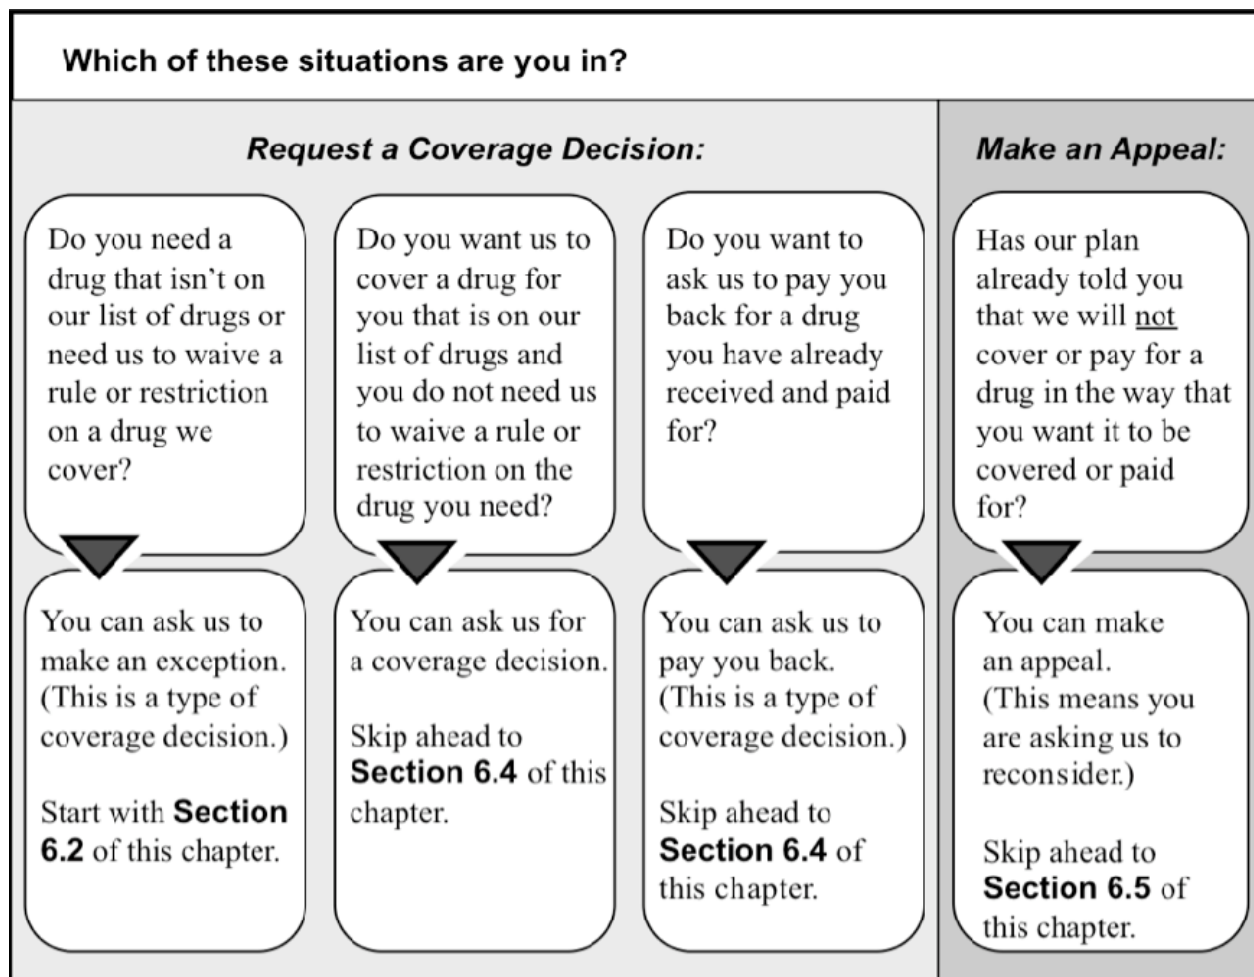 Which of these situations are you in?
Request a Coverage Decision:
Make an Appeal:
Do you need a
drug that isn't on
our list of drugs or
need us to waive a
rule or restriction
on a drug we
cover?
You can ask us to
make an exception.
(This is a type of
coverage decision.)
Start with Section
6.2 of this chapter.
Do you want us to
cover a drug for
you that is on our
list of drugs and
you do not need us
to waive a rule or
restriction on the
drug you need?
You can ask us for
a coverage decision.
Skip ahead to
Section 6.4 of this
chapter.
Do you want to
ask us to pay you
back for a drug
you have already
received and paid
for?
You can ask us to
pay you back.
(This is a type of
coverage decision.)
Skip ahead to
Section 6.4 of
this chapter.
Has our plan
already told you
that we will not
cover or pay for a
drug in the way that
you want it to be
covered or paid
for?
You can make
an appeal.
(This means you
are asking us to
reconsider.)
Skip ahead to
Section 6.5 of
this chapter.